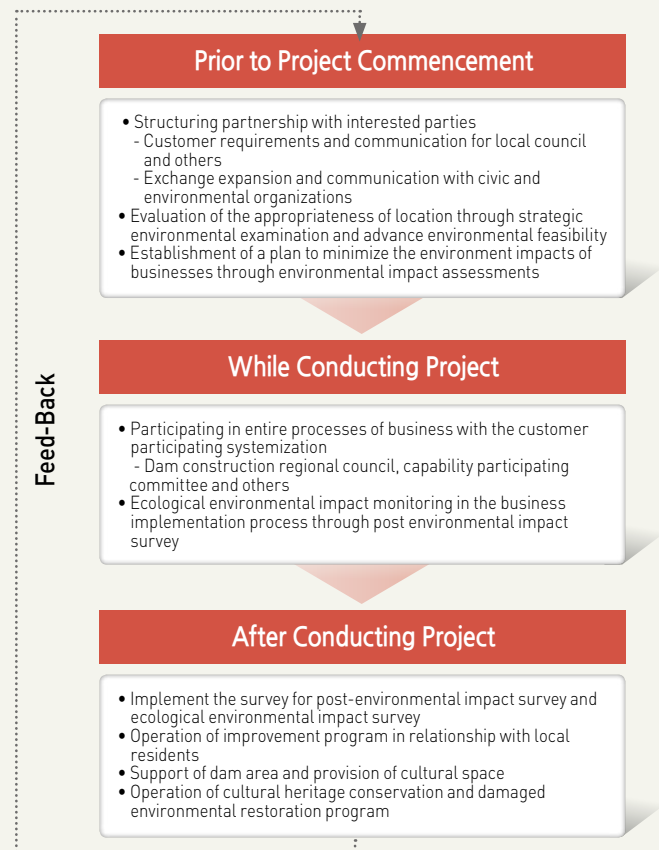 Prior to Project Commencement
• Structuring partnership with interested parties
- Customer requirements and communication for local council
and others
- Exchange expansion and communication with civic and
environmental organizations
• Evaluation of the appropriateness of location through strategic
environmental examination and advance environmental feasibility
• Establishment of a plan to minimize the environment impacts of
businesses through environmental impact assessments
Feed-Back
While Conducting Project
• Participating in entire processes of business with the customer
participating systemization
- Dam construction regional council, capability participating
committee and others
• Ecological environmental impact monitoring in the business
implementation process through post environmental impact
survey
After Conducting Project
• Implement the survey for post-environmental impact survey and
ecological environmental impact survey
• Operation of improvement program in relationship with local
residents
• Support of dam area and provision of cultural space
• Operation of cultural heritage conservation and damaged
environmental restoration program